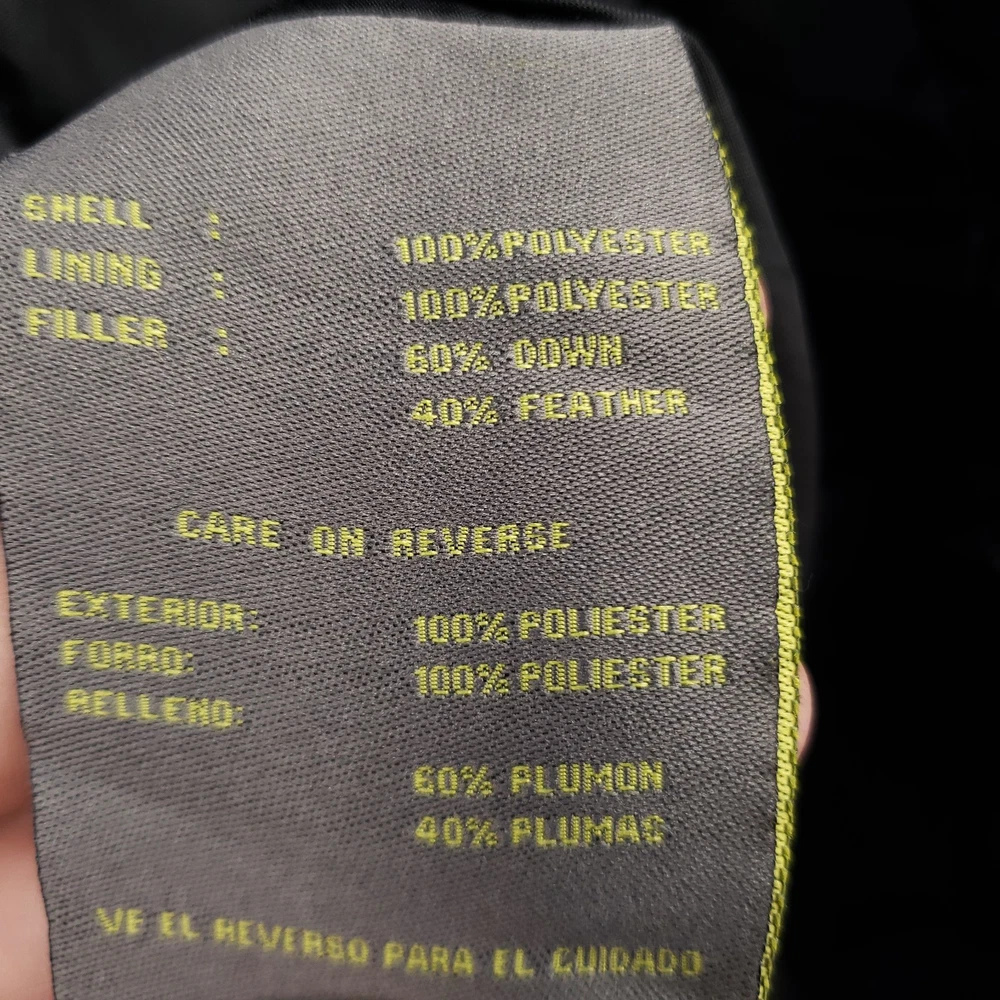 SHELL : 100%POLYESTER
LINING : 100%POLYESTER
FILLER : 60% DOWN
40% FEATHER
CARE ON REVERSE
EXTERIOR: 100% POLIESTER
FORRO: 100% POLIESTER
RELLENO:
60% PLUMON
40% PLUMAS
VE EL REVERSO PARA EL CUIDADO